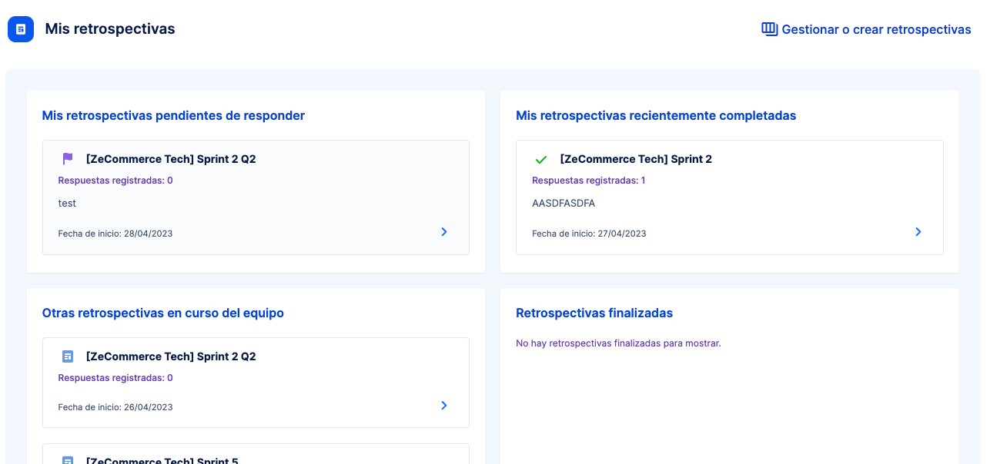 Mis retrospectivas
Gestionar o crear retrospectivas
Mis retrospectivas pendientes de responder
[ZeCommerce Tech] Sprint 2 Q2
Respuestas registradas: 0
test
Fecha de inicio: 28/04/2023
Mis retrospectivas recientemente completadas
[ZeCommerce Tech] Sprint 2
Respuestas registradas: 1
AASDFASDFA
Fecha de inicio: 27/04/2023
Otras retrospectivas en curso del equipo
[ZeCommerce Tech] Sprint 2 Q2
Respuestas registradas: 0
Fecha de inicio: 26/04/2023
[ZeCommerce Tech] Sprint 5
Retrospectivas finalizadas
No hay retrospectivas finalizadas para mostrar.